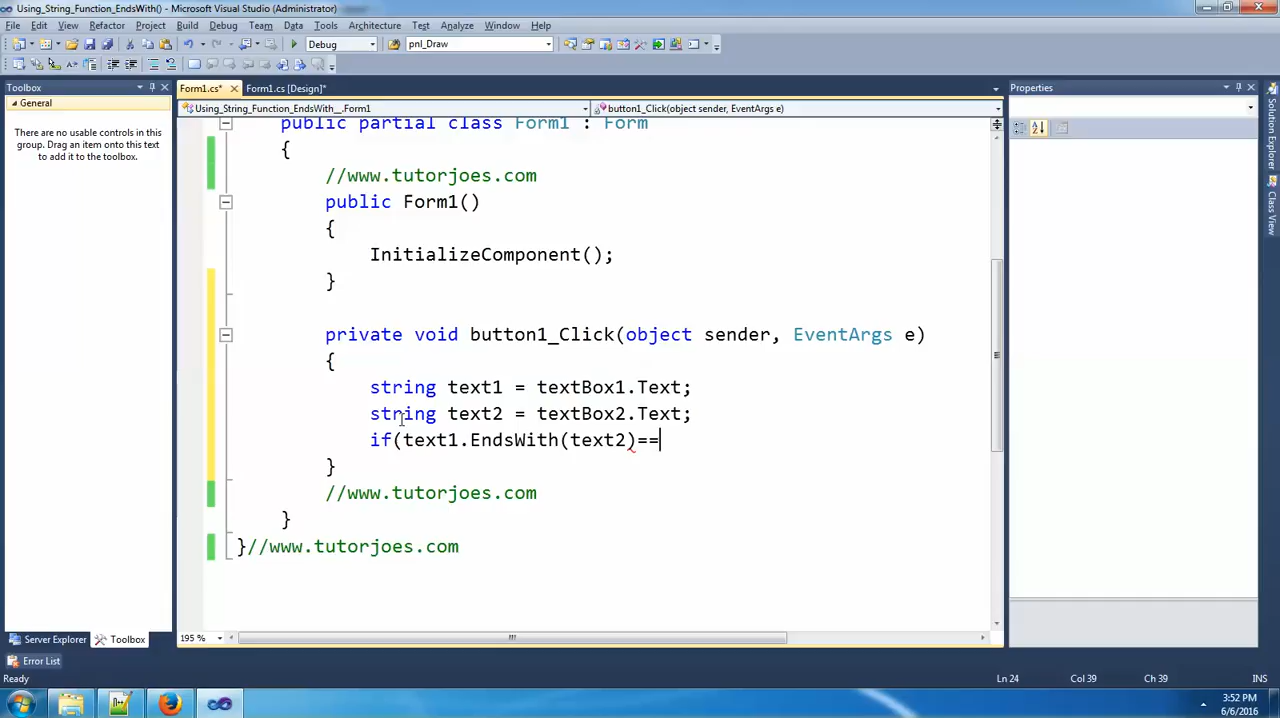 Using_String_Function_EndsWith() - Microsoft Visual Studio (Administrator)
File Edit View Refactor Project Build Debug Team Data Tools Architecture Test Analyze Window Help
Debug pnl_Draw
Toolbox
General
There are no usable controls in this
group. Drag an item onto this text
to add it to the toolbox.
Form1.cs* Form1.cs [Design]*
Using_String_Function_EndsWith__.Form1 button1_Click(object sender, EventArgs e)
public partial class Form1 : Form
{
//www.tutorjoes.com
public Form1()
{
InitializeComponent();
}
private void button1_Click(object sender, EventArgs e)
{
string text1 = textBox1.Text;
string text2 = textBox2.Text;
if(text1.EndsWith(text2)==
}
//www.tutorjoes.com
}
}//www.tutorjoes.com
195 %
Properties
Solution Explorer
Class View
Server Explorer Toolbox
Error List
Ready Ln 24 Col 39 Ch 39 INS
3:52 PM
6/6/2016